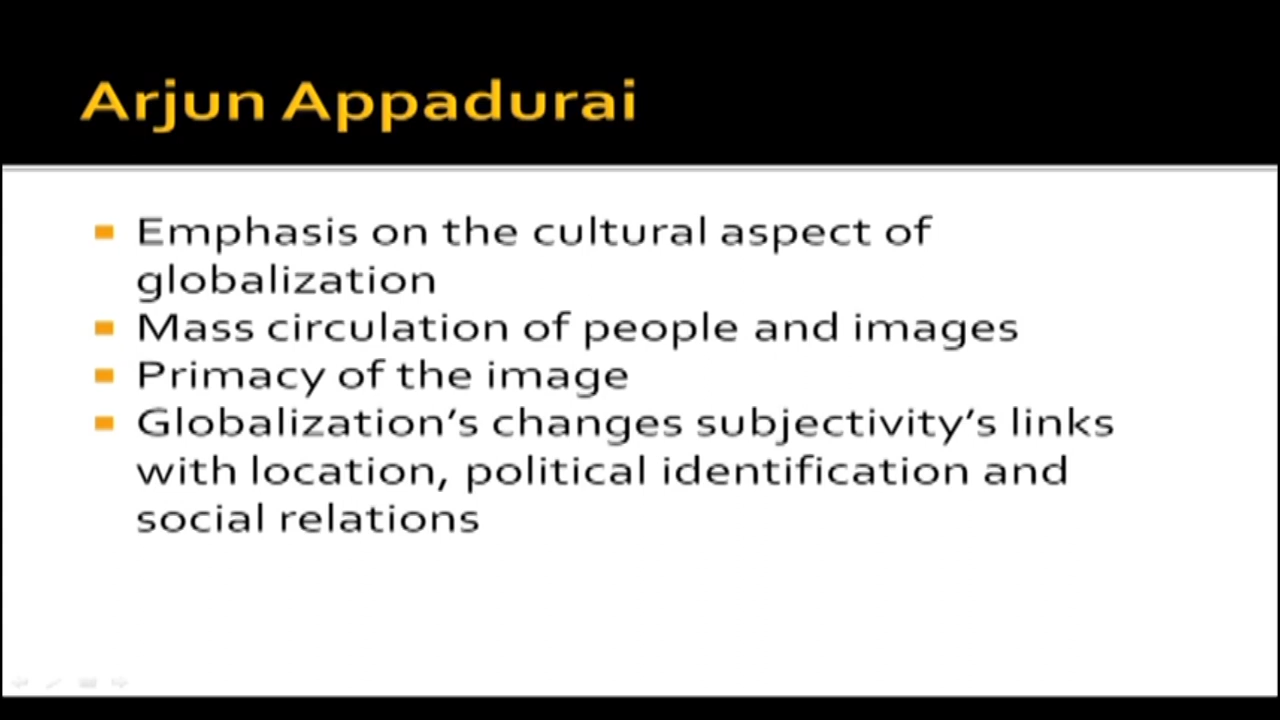 Arjun Appadurai
Emphasis on the cultural aspect of
globalization
Mass circulation of people and images
Primacy of the image
Globalization’s changes subjectivity’s links
with location, political identification and
social relations